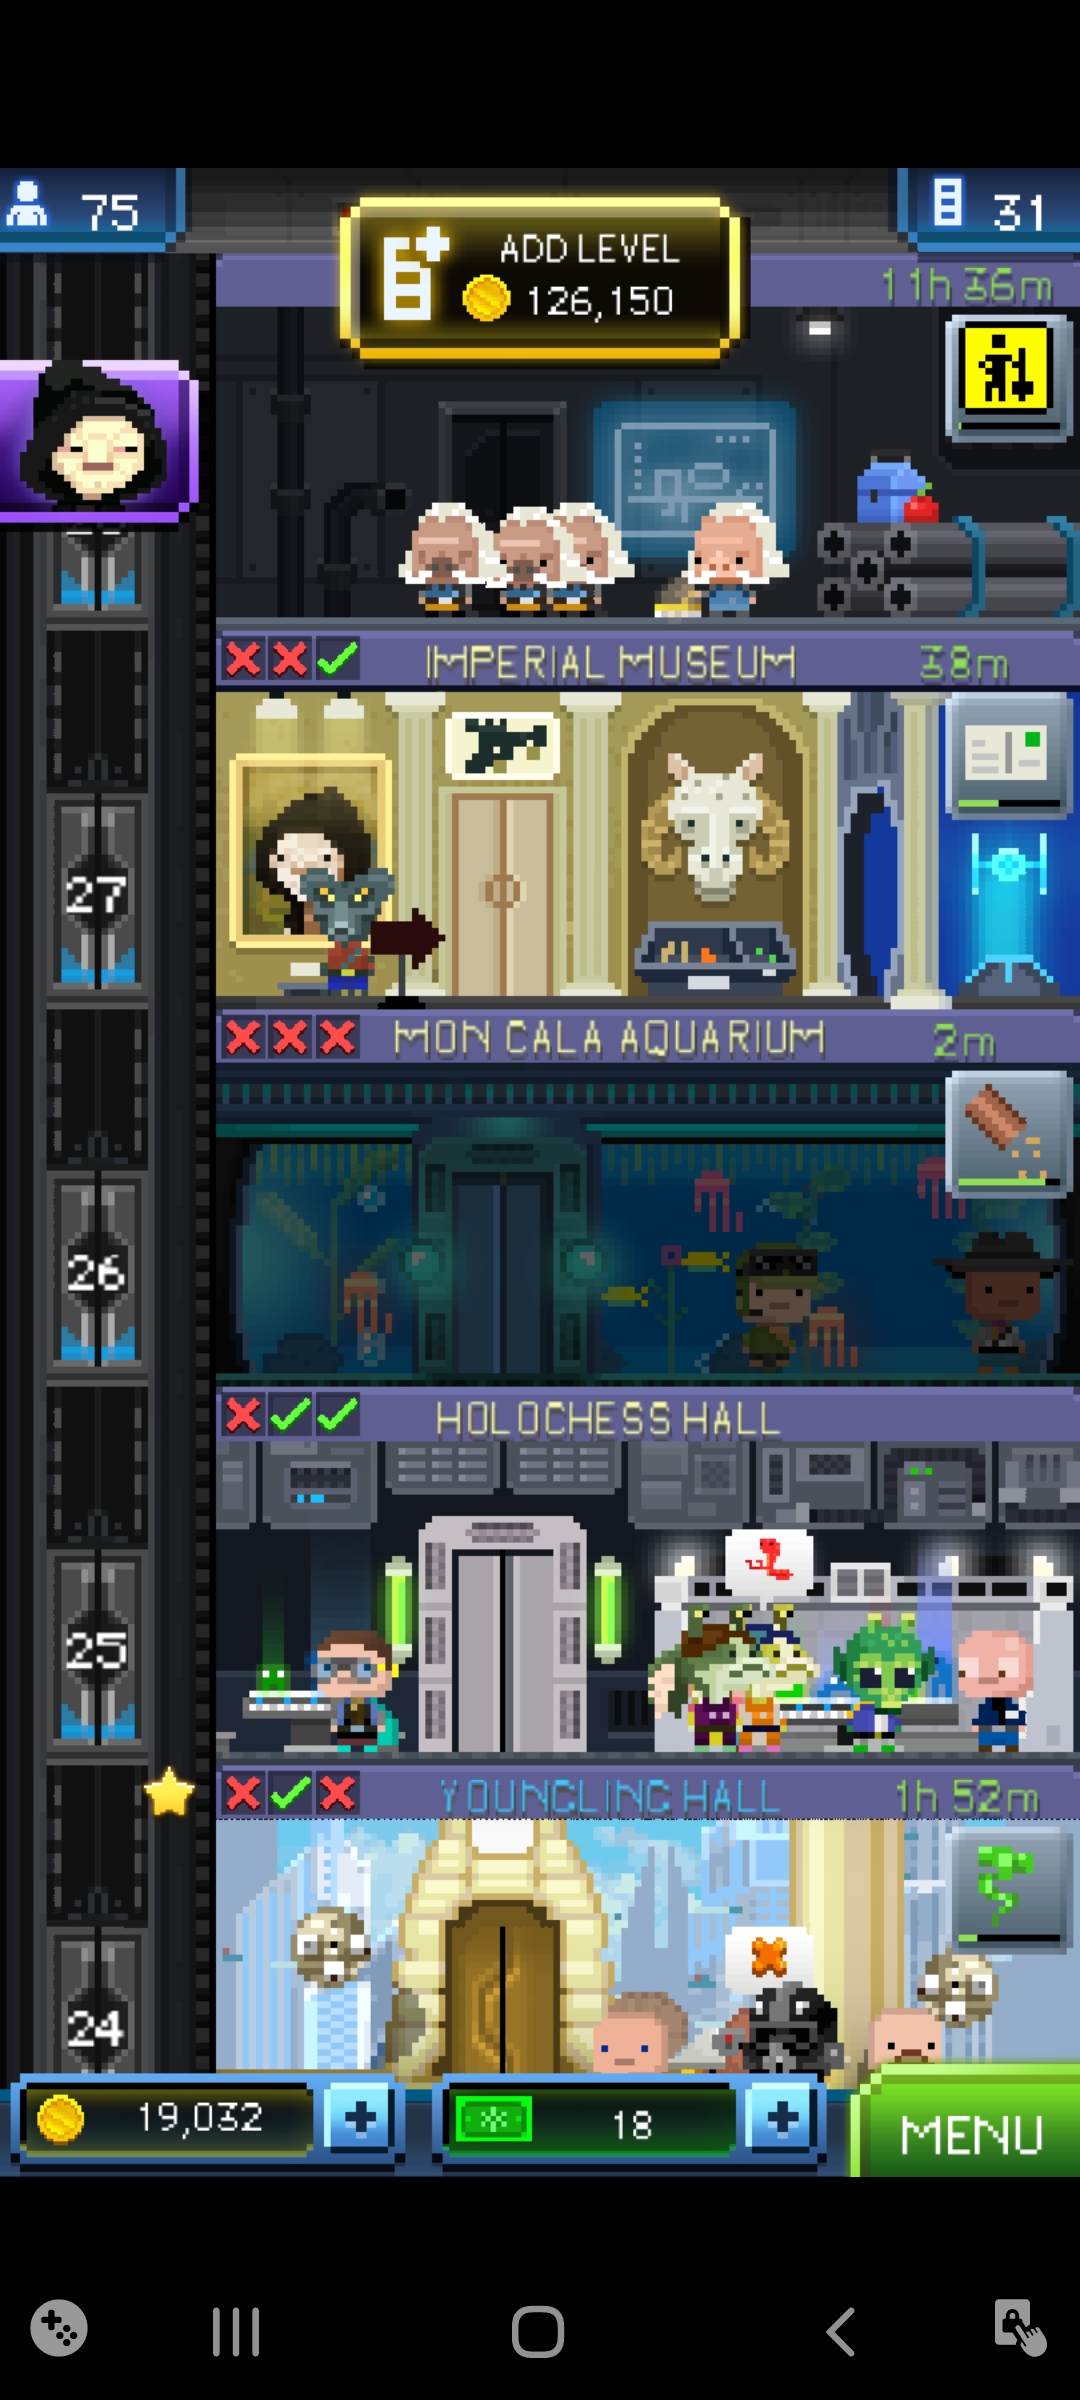 75
31
ADD LEVEL
126,150
11h 36m
IMPERIAL MUSEUM
38m
27
MON CALA AQUARIUM
2m
26
HOLOCHESS HALL
25
YOUNGLING HALL
1h 52m
24
19,032
18
MENU